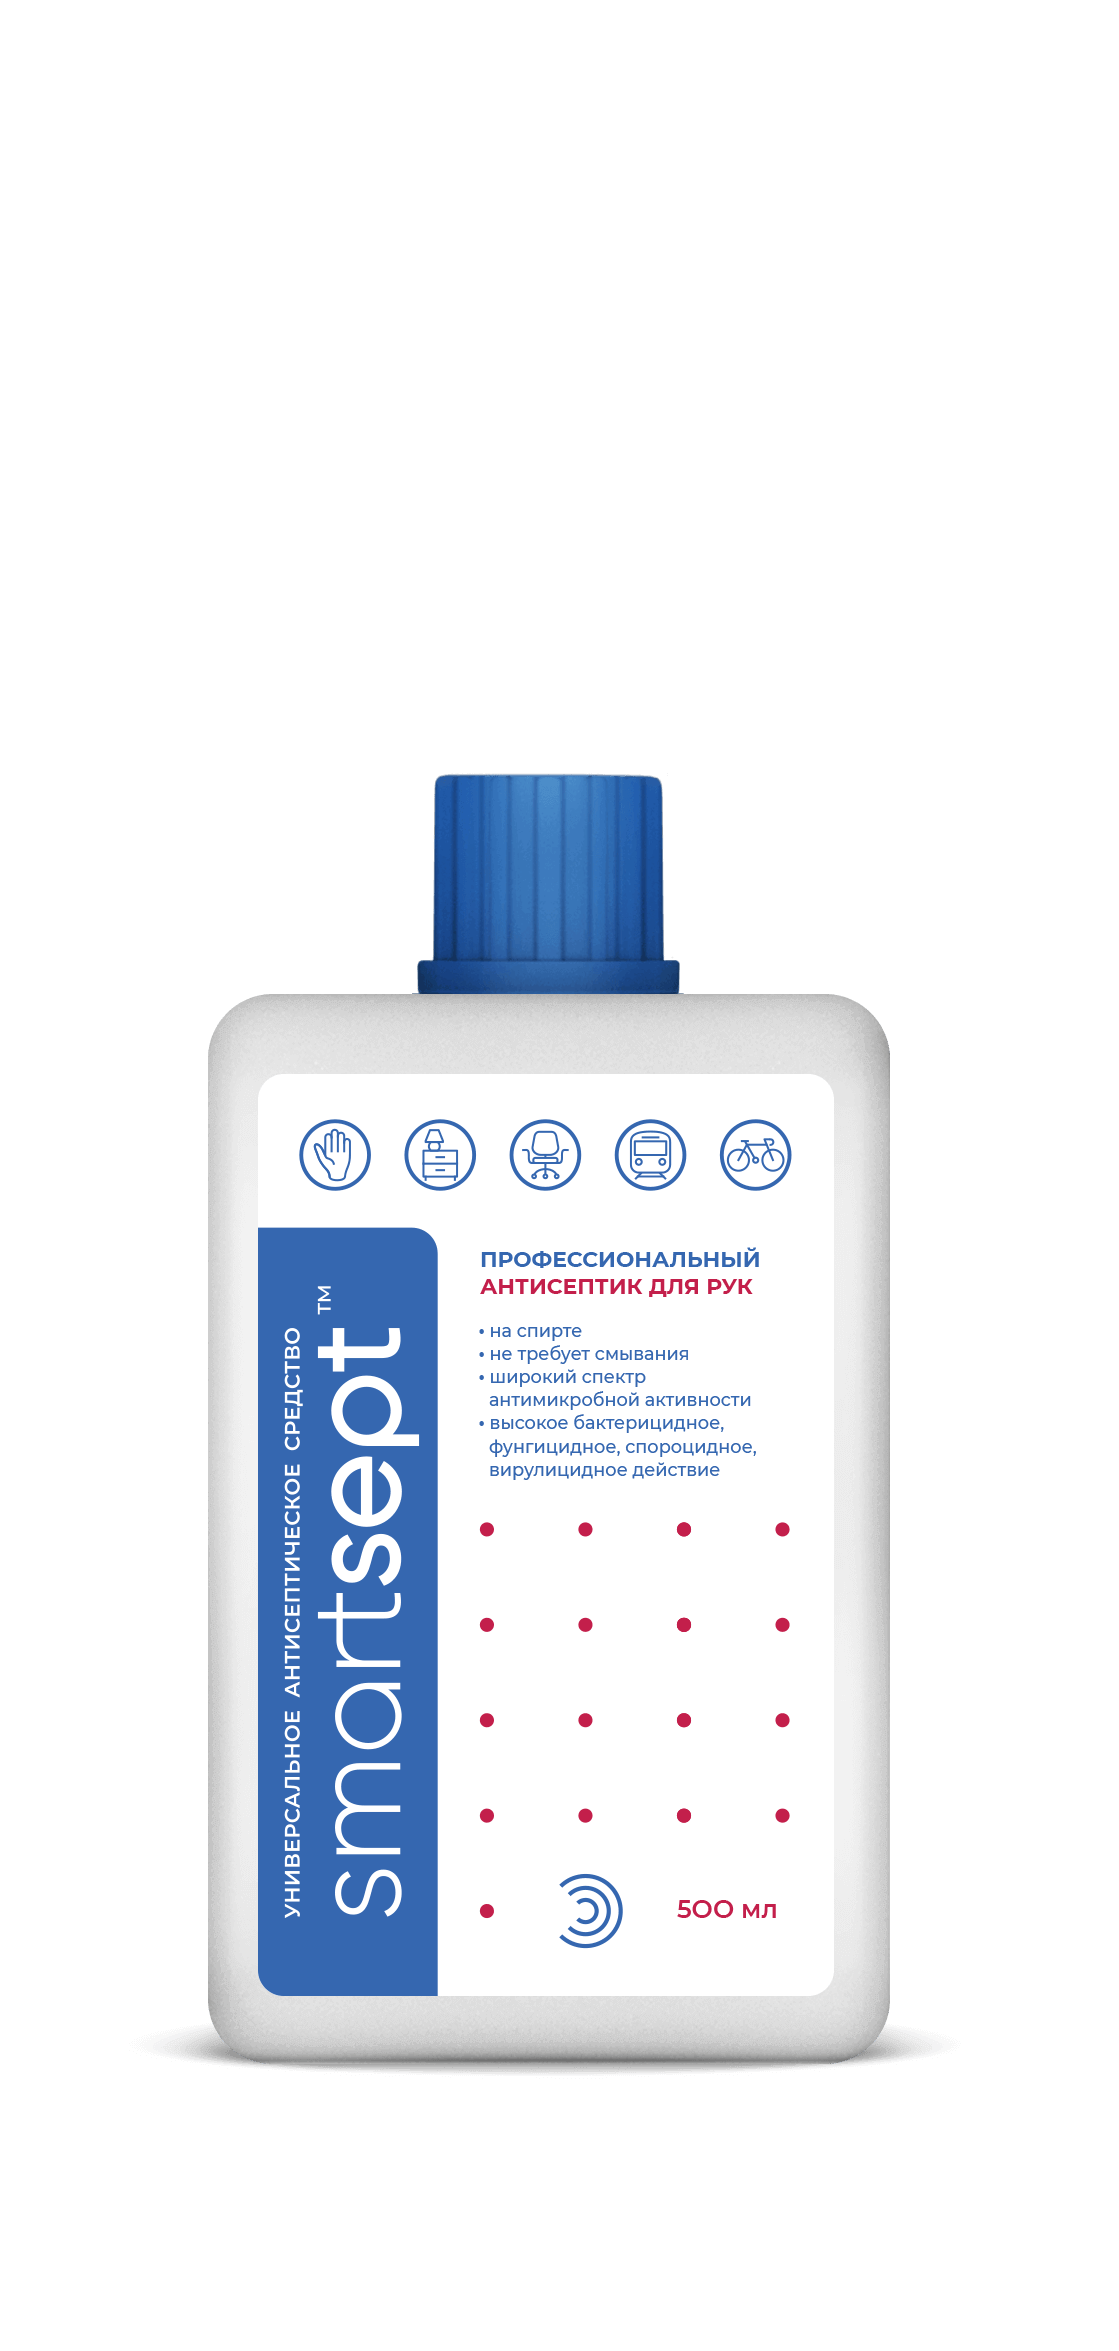 УНИВЕРСАЛЬНОЕ АНТИСЕПТИЧЕСКОЕ СРЕДСТВО
smartsept™
ПРОФЕССИОНАЛЬНЫЙ
АНТИСЕПТИК ДЛЯ РУК
• на спирте
• не требует смывания
• широкий спектр
антимикробной активности
• высокое бактерицидное,
фунгицидное, спороцидное,
вирулицидное действие
500 мл